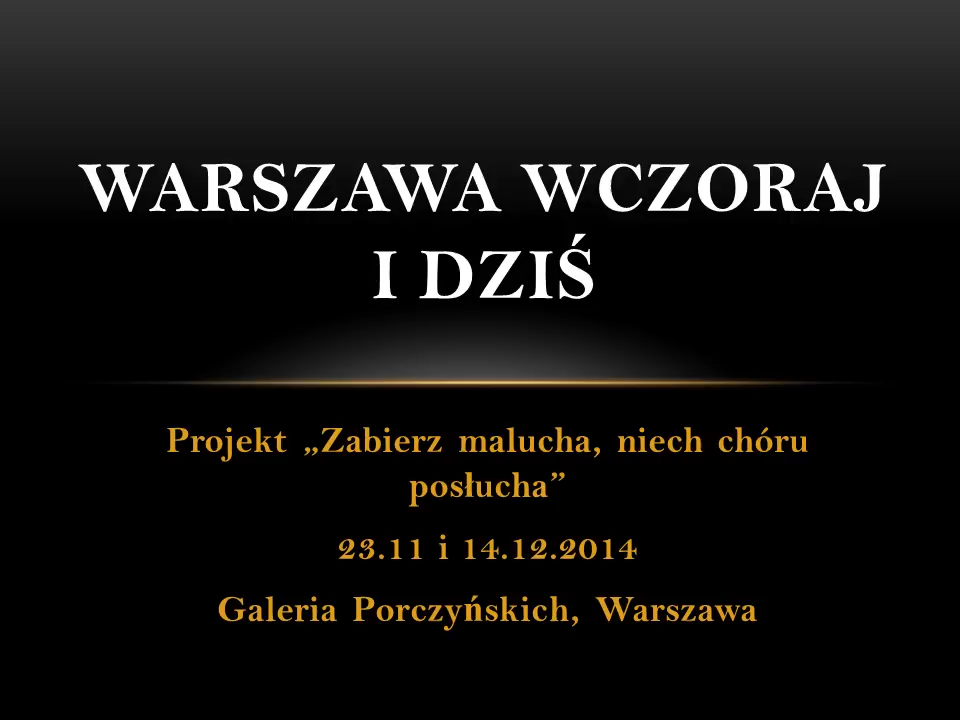 WARSZAWA WCZORAJ
I DZIŚ
Projekt „Zabierz malucha, niech chóru
posłucha”
23.11 i 14.12.2014
Galeria Porczyńskich, Warszawa